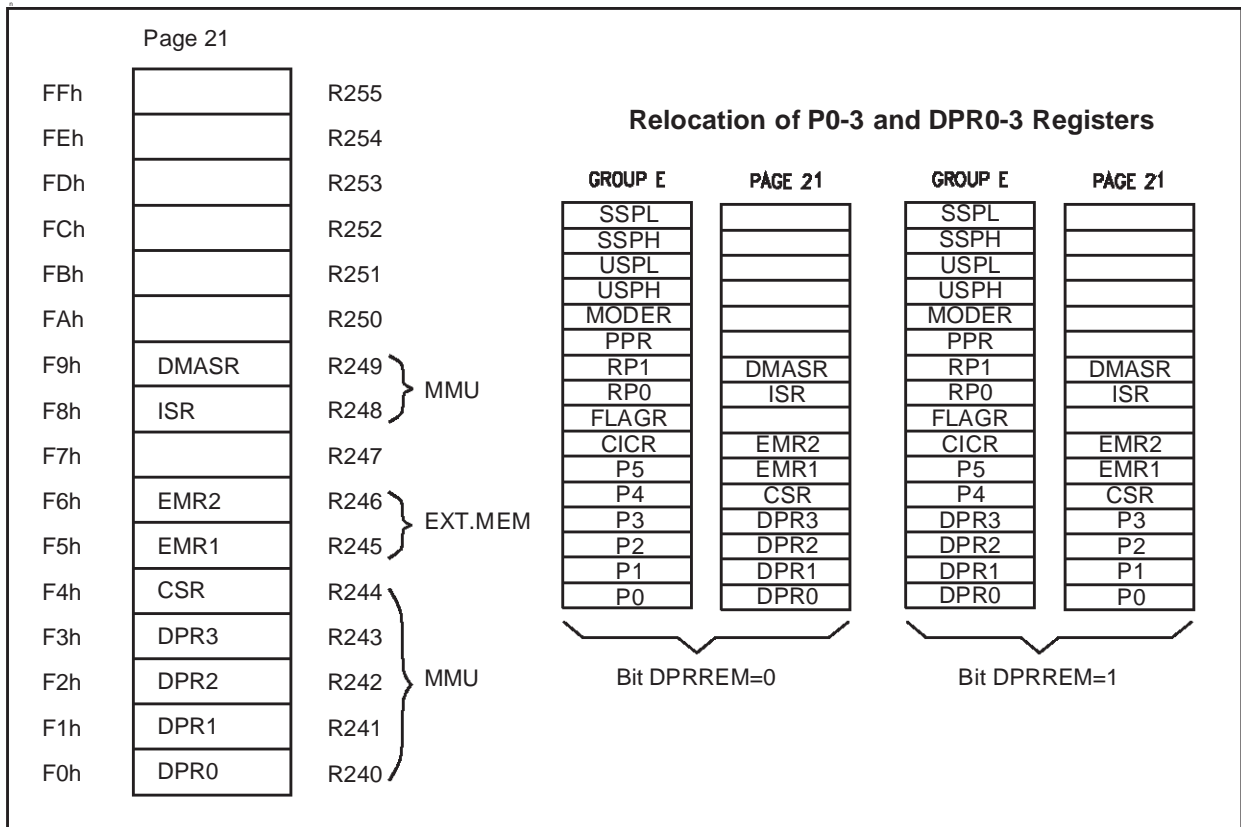 Page 21
FFh R255
FEh R254
FDh R253
FCh R252
FBh R251
FAh R250
F9h DMASR R249
F8h ISR R248
MMU
F7h R247
F6h EMR2 R246
F5h EMR1 R245
EXT.MEM
F4h CSR R244
F3h DPR3 R243
F2h DPR2 R242
F1h DPR1 R241
F0h DPR0 R240
MMU
Relocation of P0-3 and DPR0-3 Registers
GROUP E PAGE 21 GROUP E PAGE 21
SSPL SSPL
SSPH SSPH
USPL USPL
USPH USPH
MODER MODER
PPR PPR
RP1 DMASR RP1 DMASR
RP0 ISR RP0 ISR
FLAGR FLAGR
CICR EMR2 CICR EMR2
P5 EMR1 P5 EMR1
P4 CSR P4 CSR
P3 DPR3 DPR3 P3
P2 DPR2 DPR2 P2
P1 DPR1 DPR1 P1
P0 DPR0 DPR0 P0
Bit DPRREM=0 Bit DPRREM=1